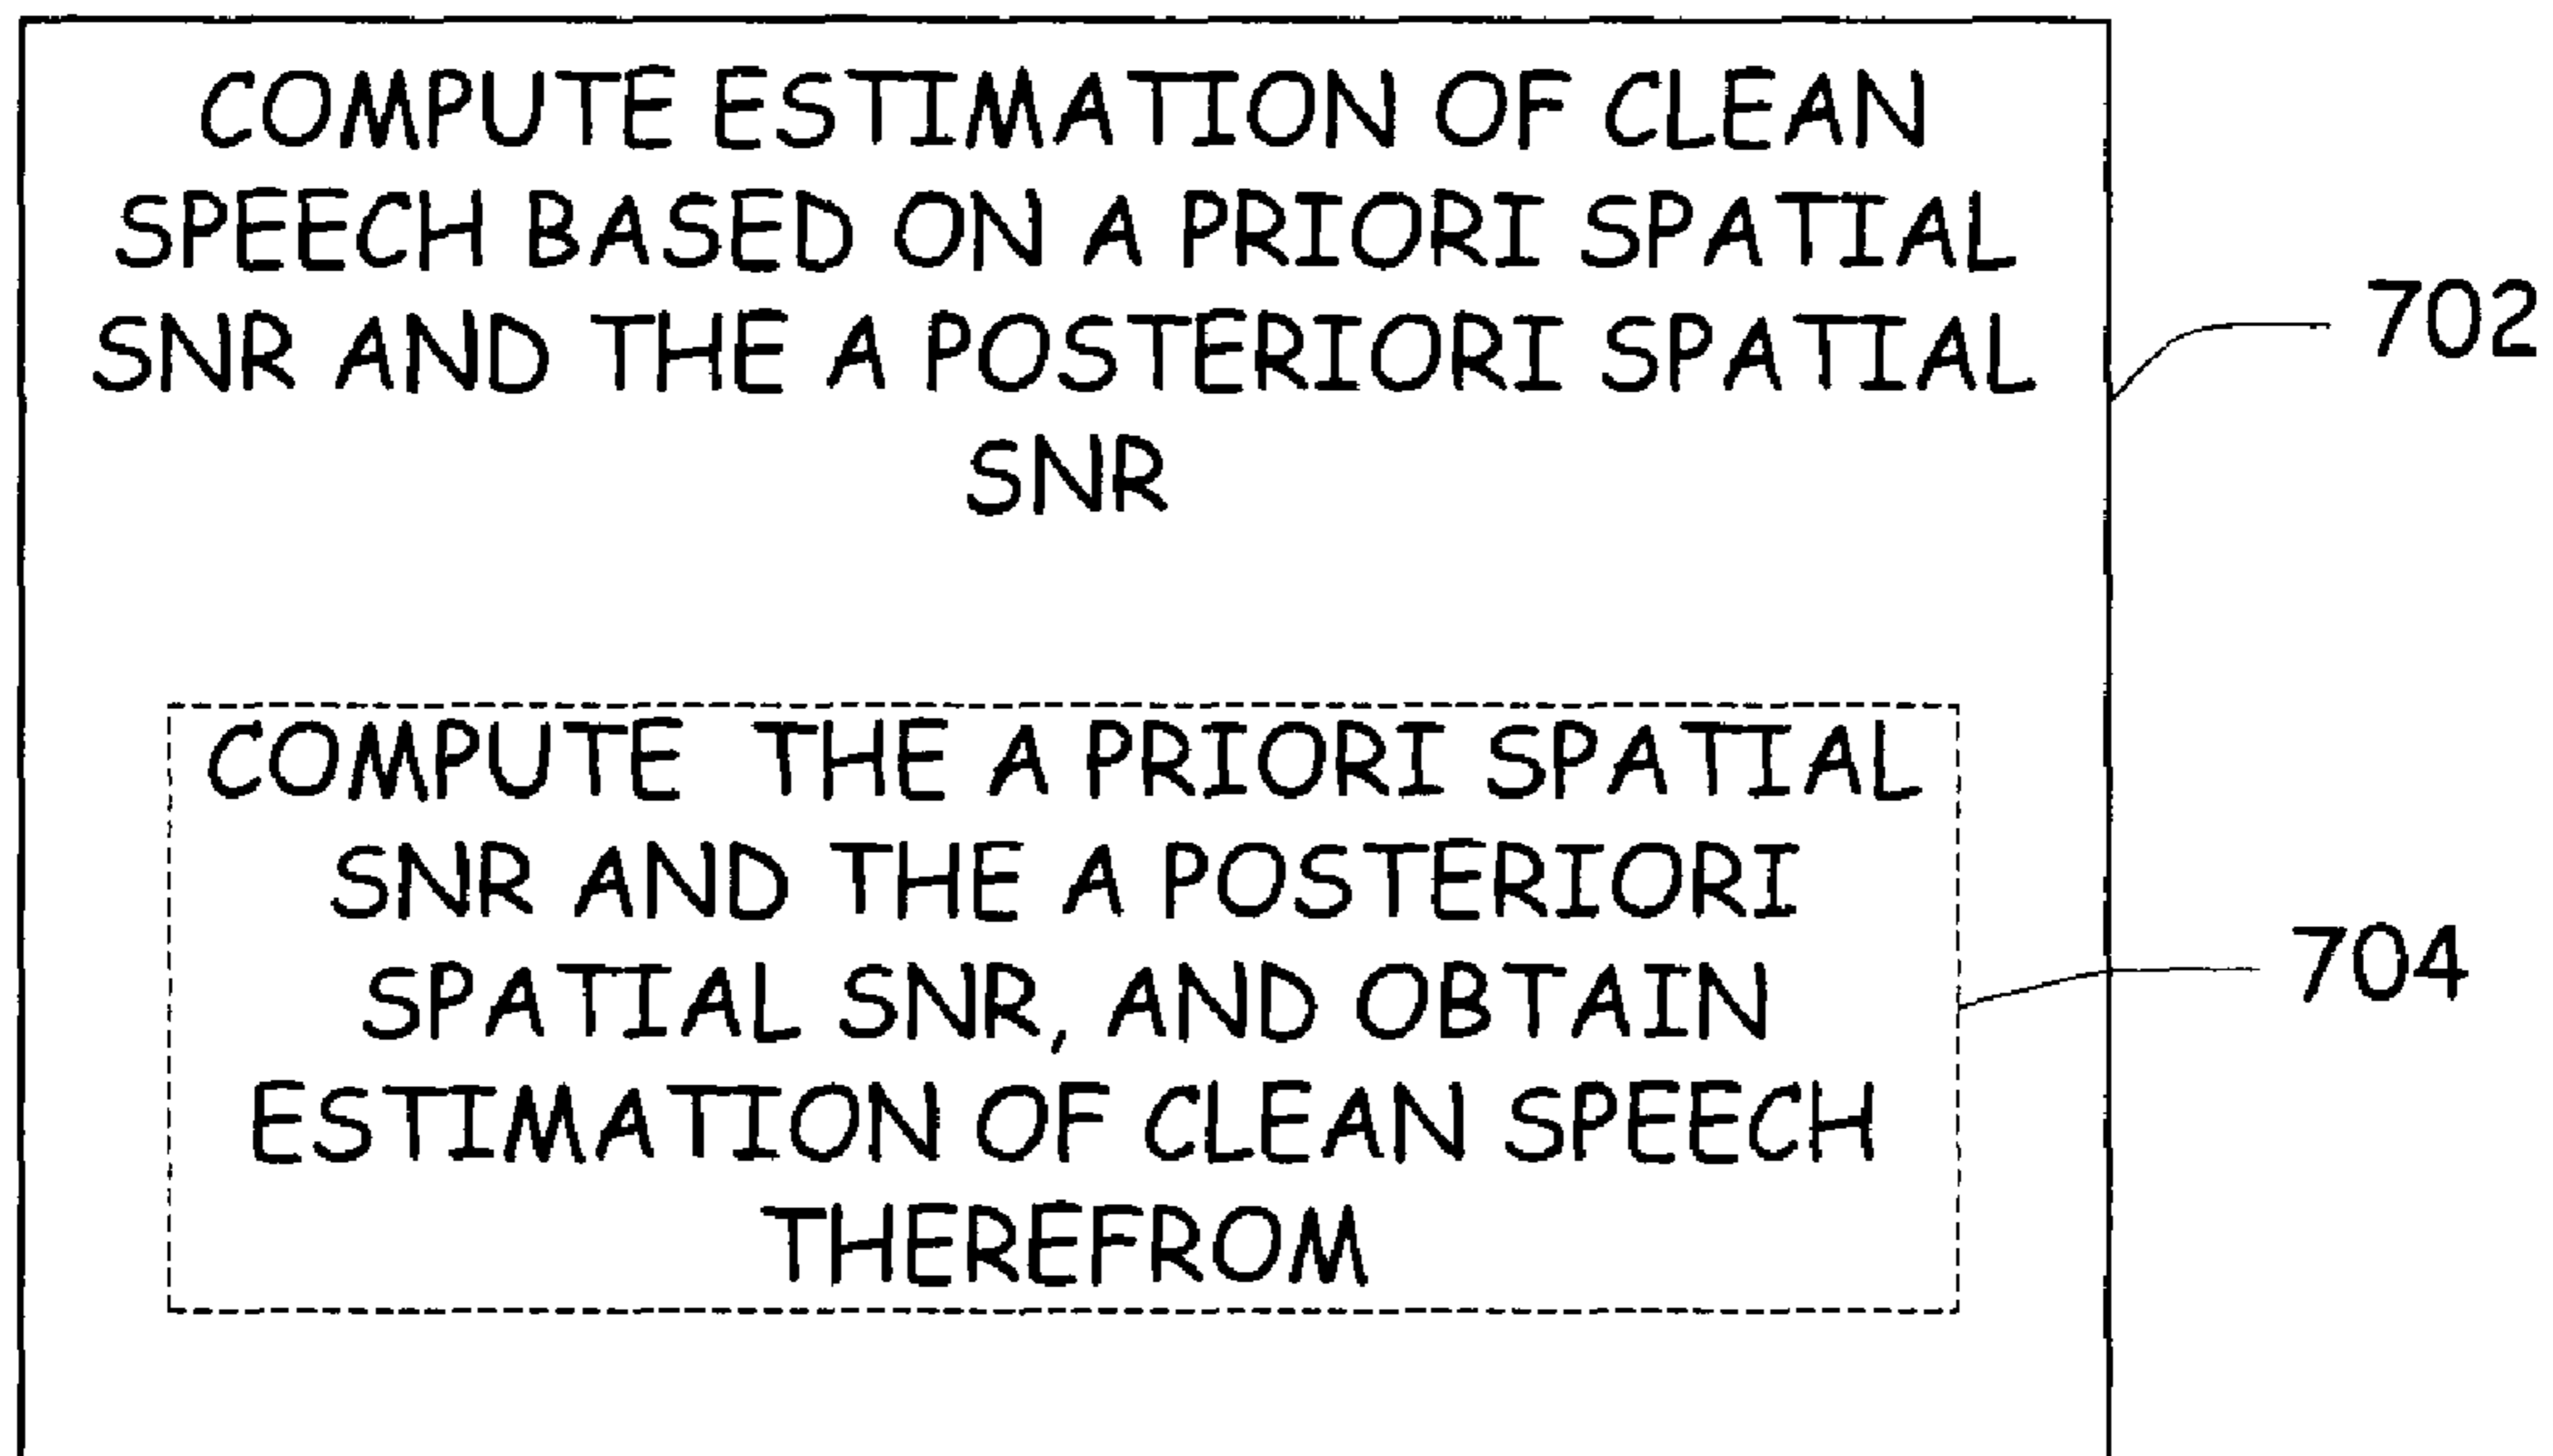 COMPUTE ESTIMATION OF CLEAN
SPEECH BASED ON A PRIORI SPATIAL
SNR AND THE A POSTERIORI SPATIAL
SNR
702
COMPUTE THE A PRIORI SPATIAL
SNR AND THE A POSTERIORI
SPATIAL SNR, AND OBTAIN
ESTIMATION OF CLEAN SPEECH
THEREFROM
704